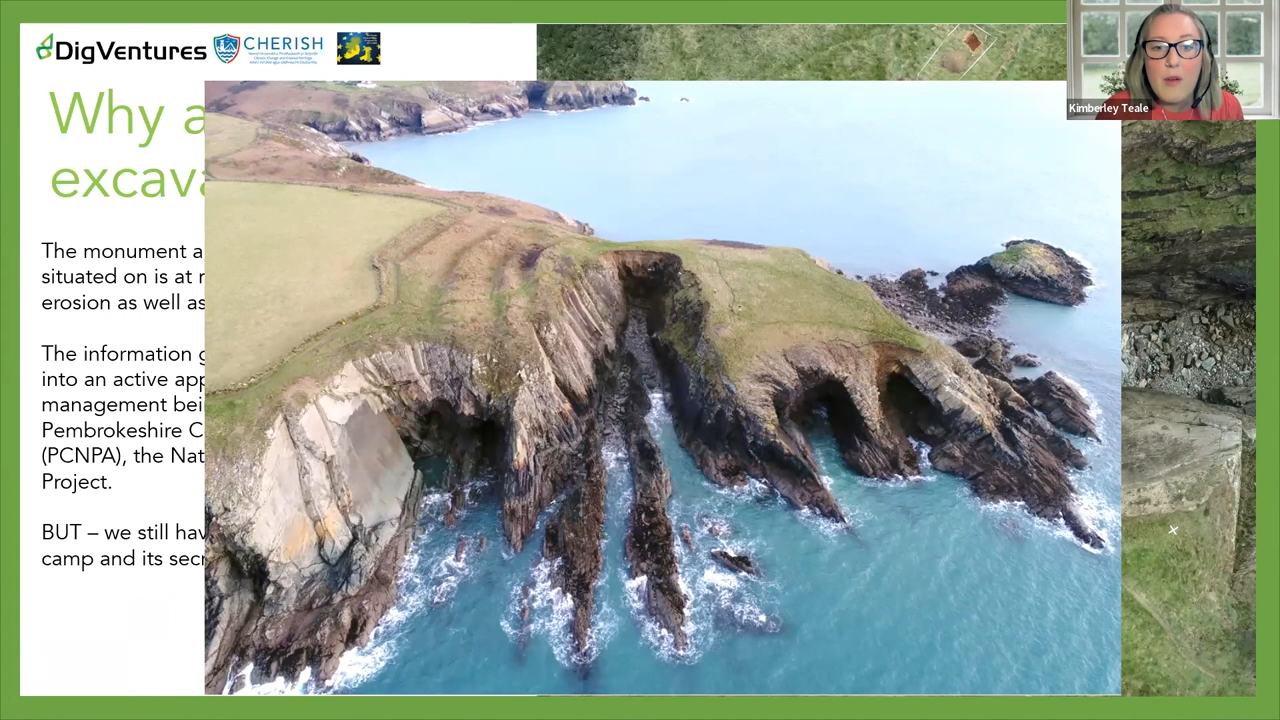 DigVentures
CHERISH
Kimberley Teale
Why a
excava
The monument a
situated on is at r
erosion as well as
The information g
into an active app
management bei
Pembrokeshire C
(PCNPA), the Nat
Project.
BUT – we still hav
camp and its secr